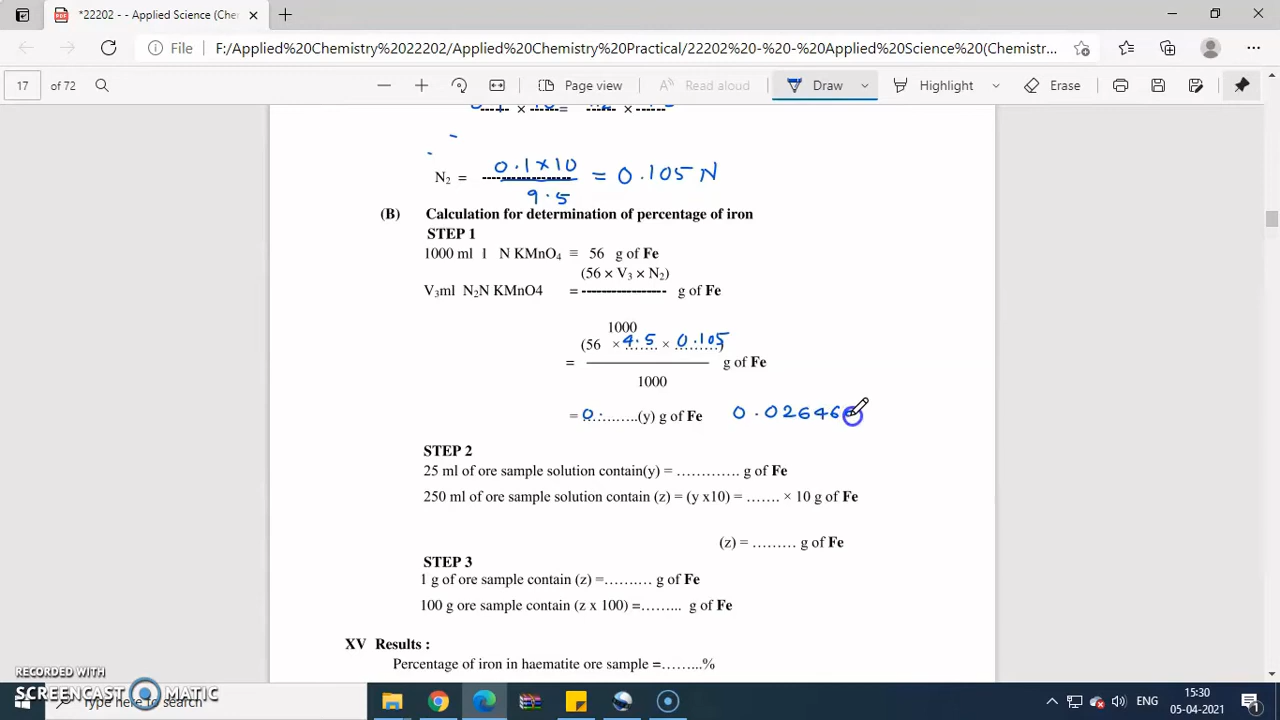 *22202 - - Applied Science (Che
File F:/Applied%20Chemistry%2022202/Applied%20Chemistry%20Practical/22202%20-%20-%20Applied%20Science%20(Chemistr...
17 of 72 Page view Read aloud Draw Highlight Erase
N2 = 0.1×10 = 0.105 N
9.5
(B) Calculation for determination of percentage of iron
STEP 1
1000 ml 1 N KMnO4 ≡ 56 g of Fe
(56 × V3 × N2)
V3ml N2N KMnO4 = ----------------- g of Fe
1000
(56 × 4.5 × 0.105)
= g of Fe
1000
= 0..........(y) g of Fe 0.02646
STEP 2
25 ml of ore sample solution contain(y) = …………. g of Fe
250 ml of ore sample solution contain (z) = (y x10) = ……. × 10 g of Fe
(z) = ……… g of Fe
STEP 3
1 g of ore sample contain (z) =…….… g of Fe
100 g ore sample contain (z x 100) =……... g of Fe
XV Results :
Percentage of iron in haematite ore sample =……...%
RECORDED WITH
SCREENCAST MATIC
Type here to search
ENG
15:30
05-04-2021